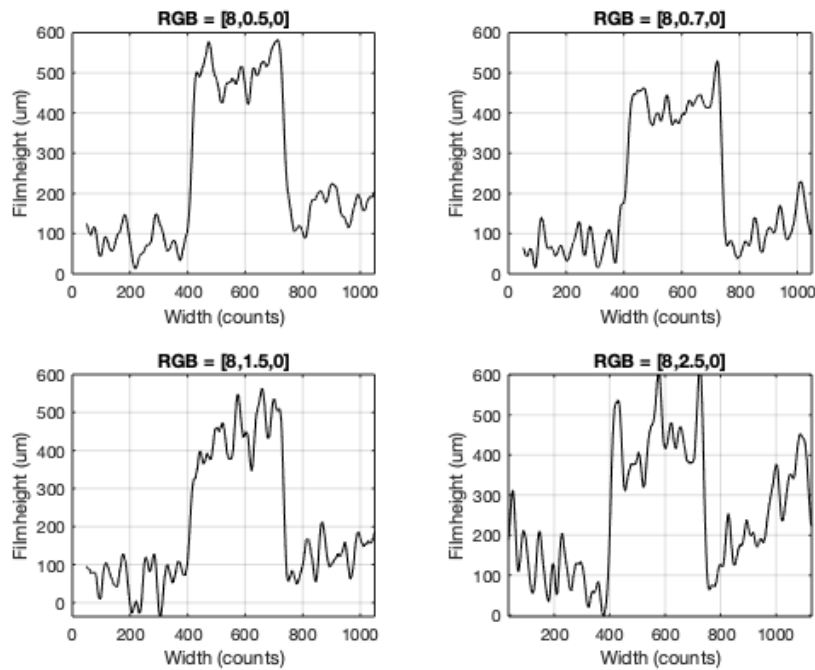 RGB = [8,0.5,0]
600
500
400
300
200
100
0
Filmheight (um)
0 200 400 600 800 1000
Width (counts)
RGB = [8,0.7,0]
600
500
400
300
200
100
0
Filmheight (um)
0 200 400 600 800 1000
Width (counts)
RGB = [8,1.5,0]
600
500
400
300
200
100
0
Filmheight (um)
0 200 400 600 800 1000
Width (counts)
RGB = [8,2.5,0]
600
500
400
300
200
100
0
Filmheight (um)
200 400 600 800 1000
Width (counts)